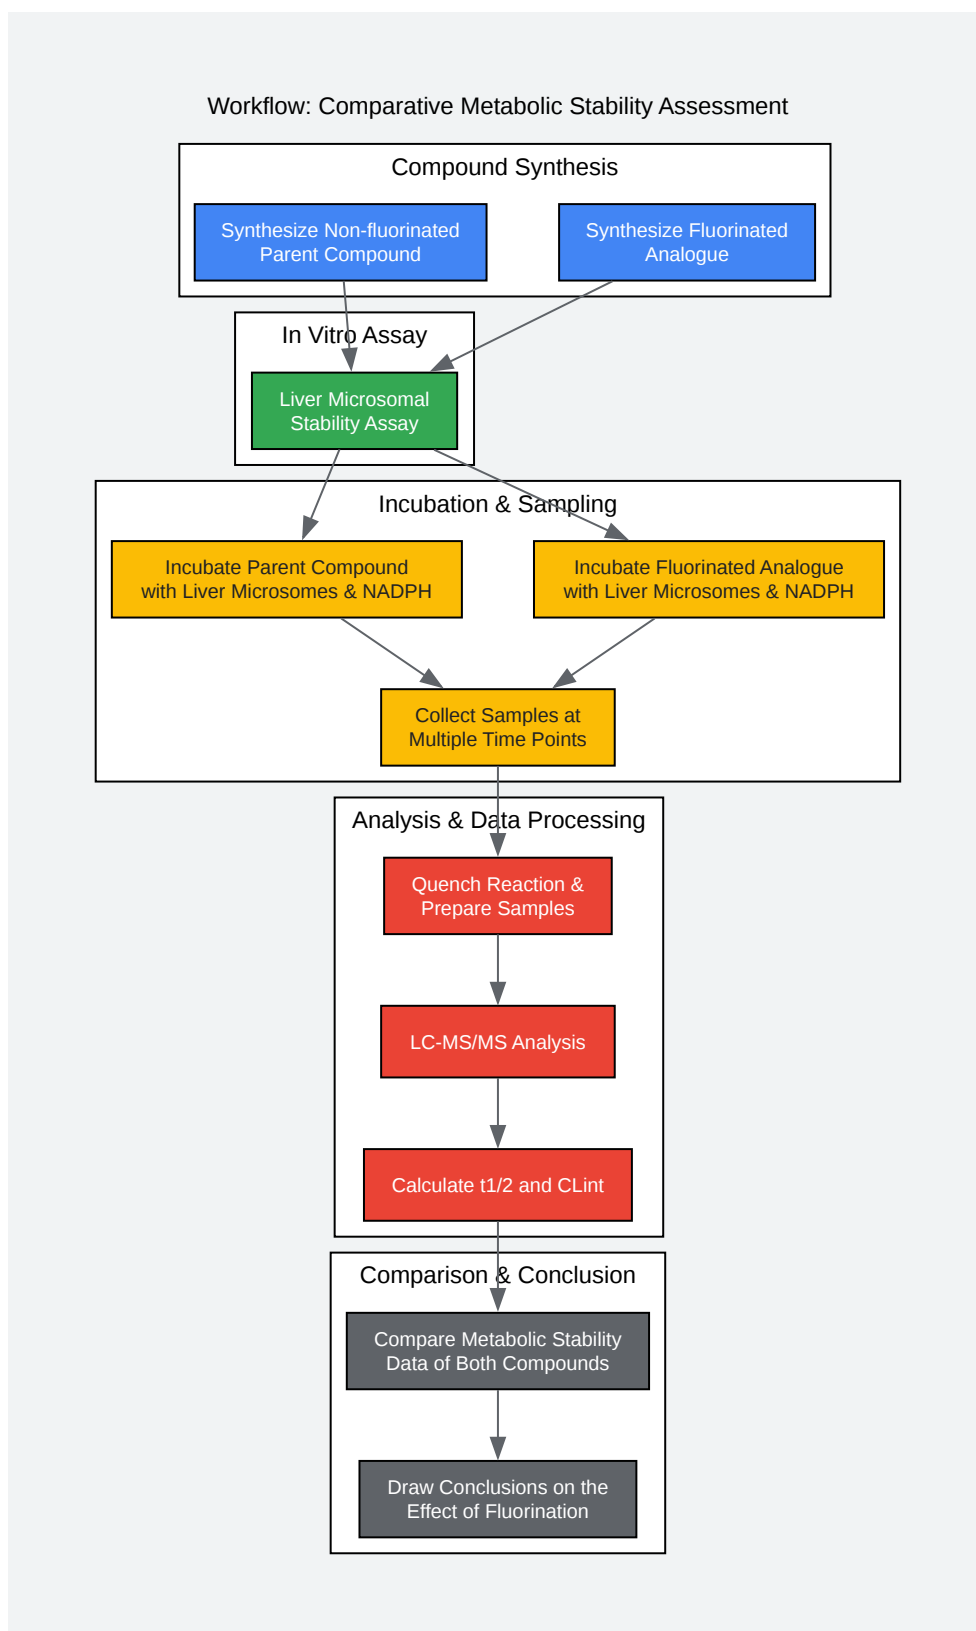 Workflow: Comparative Metabolic Stability Assessment
Compound Synthesis
Synthesize Non-fluorinated
Parent Compound
Synthesize Fluorinated
Analogue
In Vitro Assay
Liver Microsomal
Stability Assay
Incubation & Sampling
Incubate Parent Compound
with Liver Microsomes & NADPH
Incubate Fluorinated Analogue
with Liver Microsomes & NADPH
Collect Samples at
Multiple Time Points
Analysis & Data Processing
Quench Reaction &
Prepare Samples
LC-MS/MS Analysis
Calculate t1/2 and CLint
Comparison & Conclusion
Compare Metabolic Stability
Data of Both Compounds
Draw Conclusions on the
Effect of Fluorination